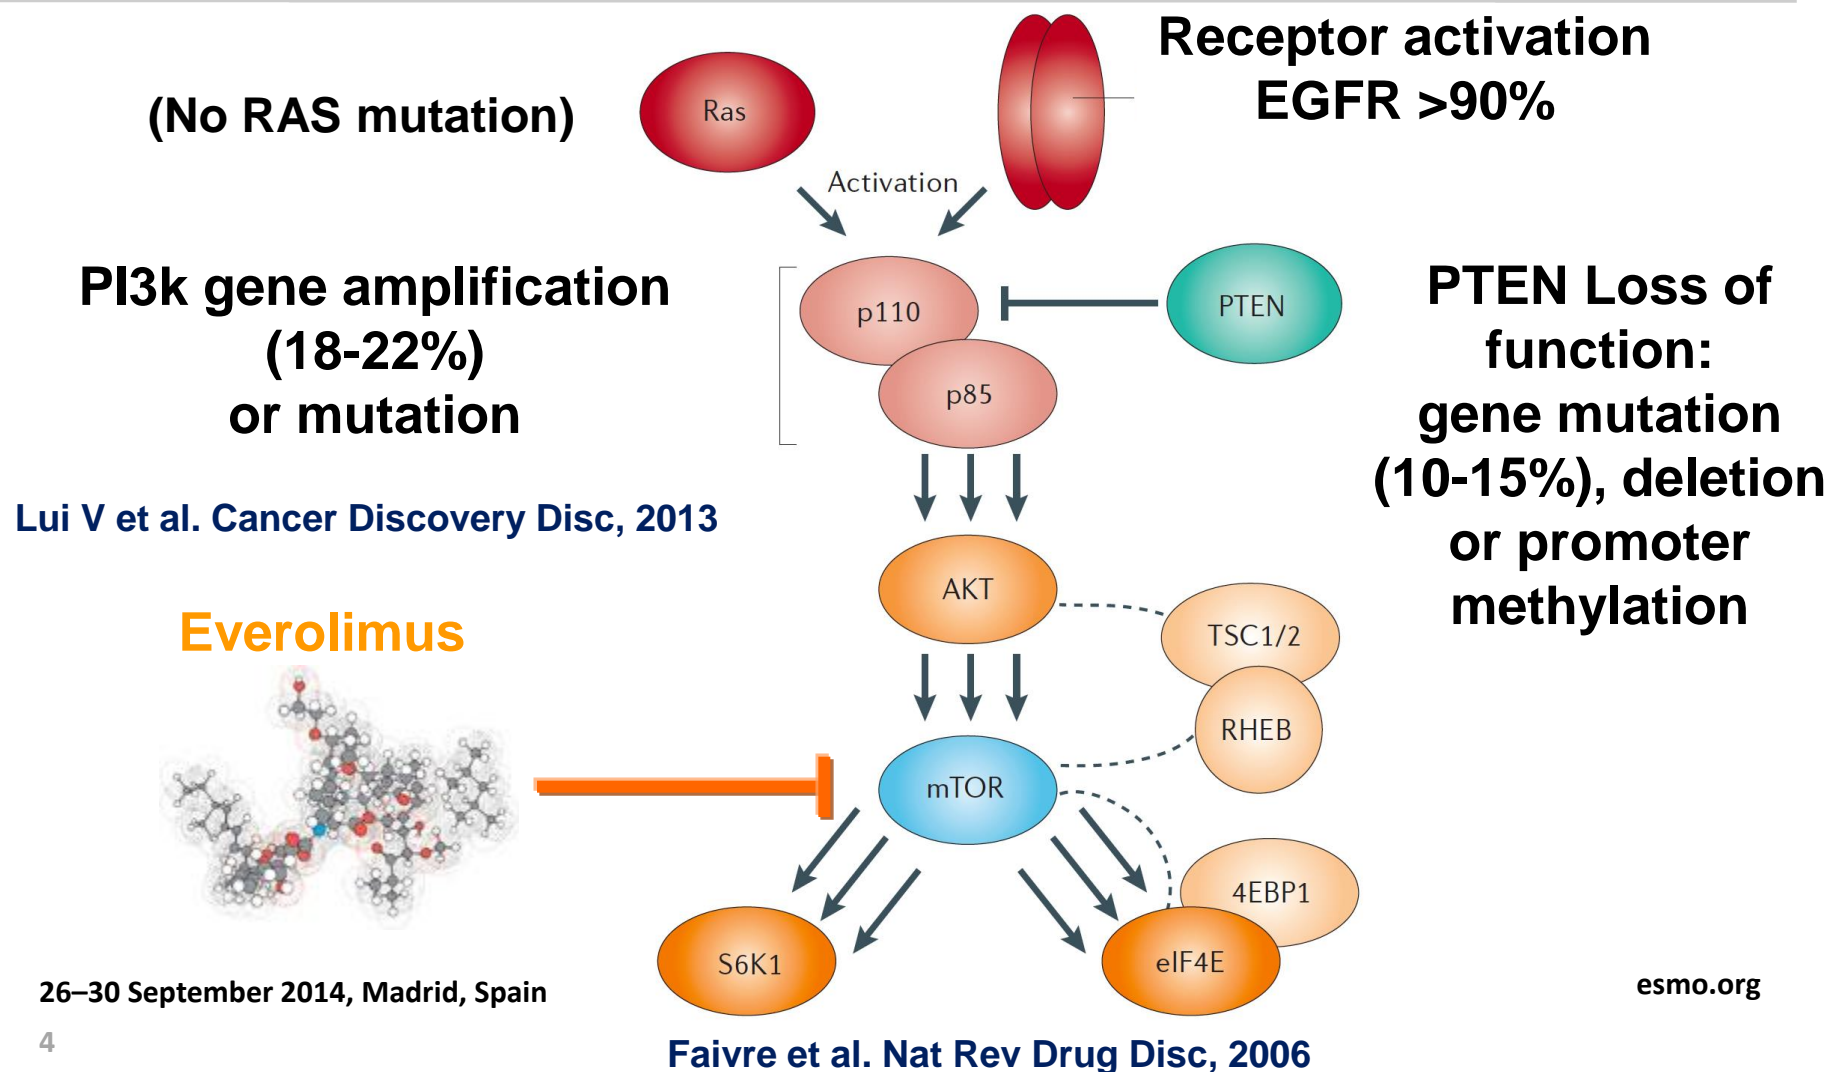 Receptor activation
EGFR >90%
(No RAS mutation)
Ras
Activation
PI3k gene amplification
(18-22%)
or mutation
p110
p85
PTEN
PTEN Loss of
function:
gene mutation
(10-15%), deletion
or promoter
methylation
Lui V et al. Cancer Discovery Disc, 2013
AKT
TSC1/2
RHEB
Everolimus
mTOR
4EBP1
S6K1
eIF4E
26–30 September 2014, Madrid, Spain
esmo.org
4
Faivre et al. Nat Rev Drug Disc, 2006